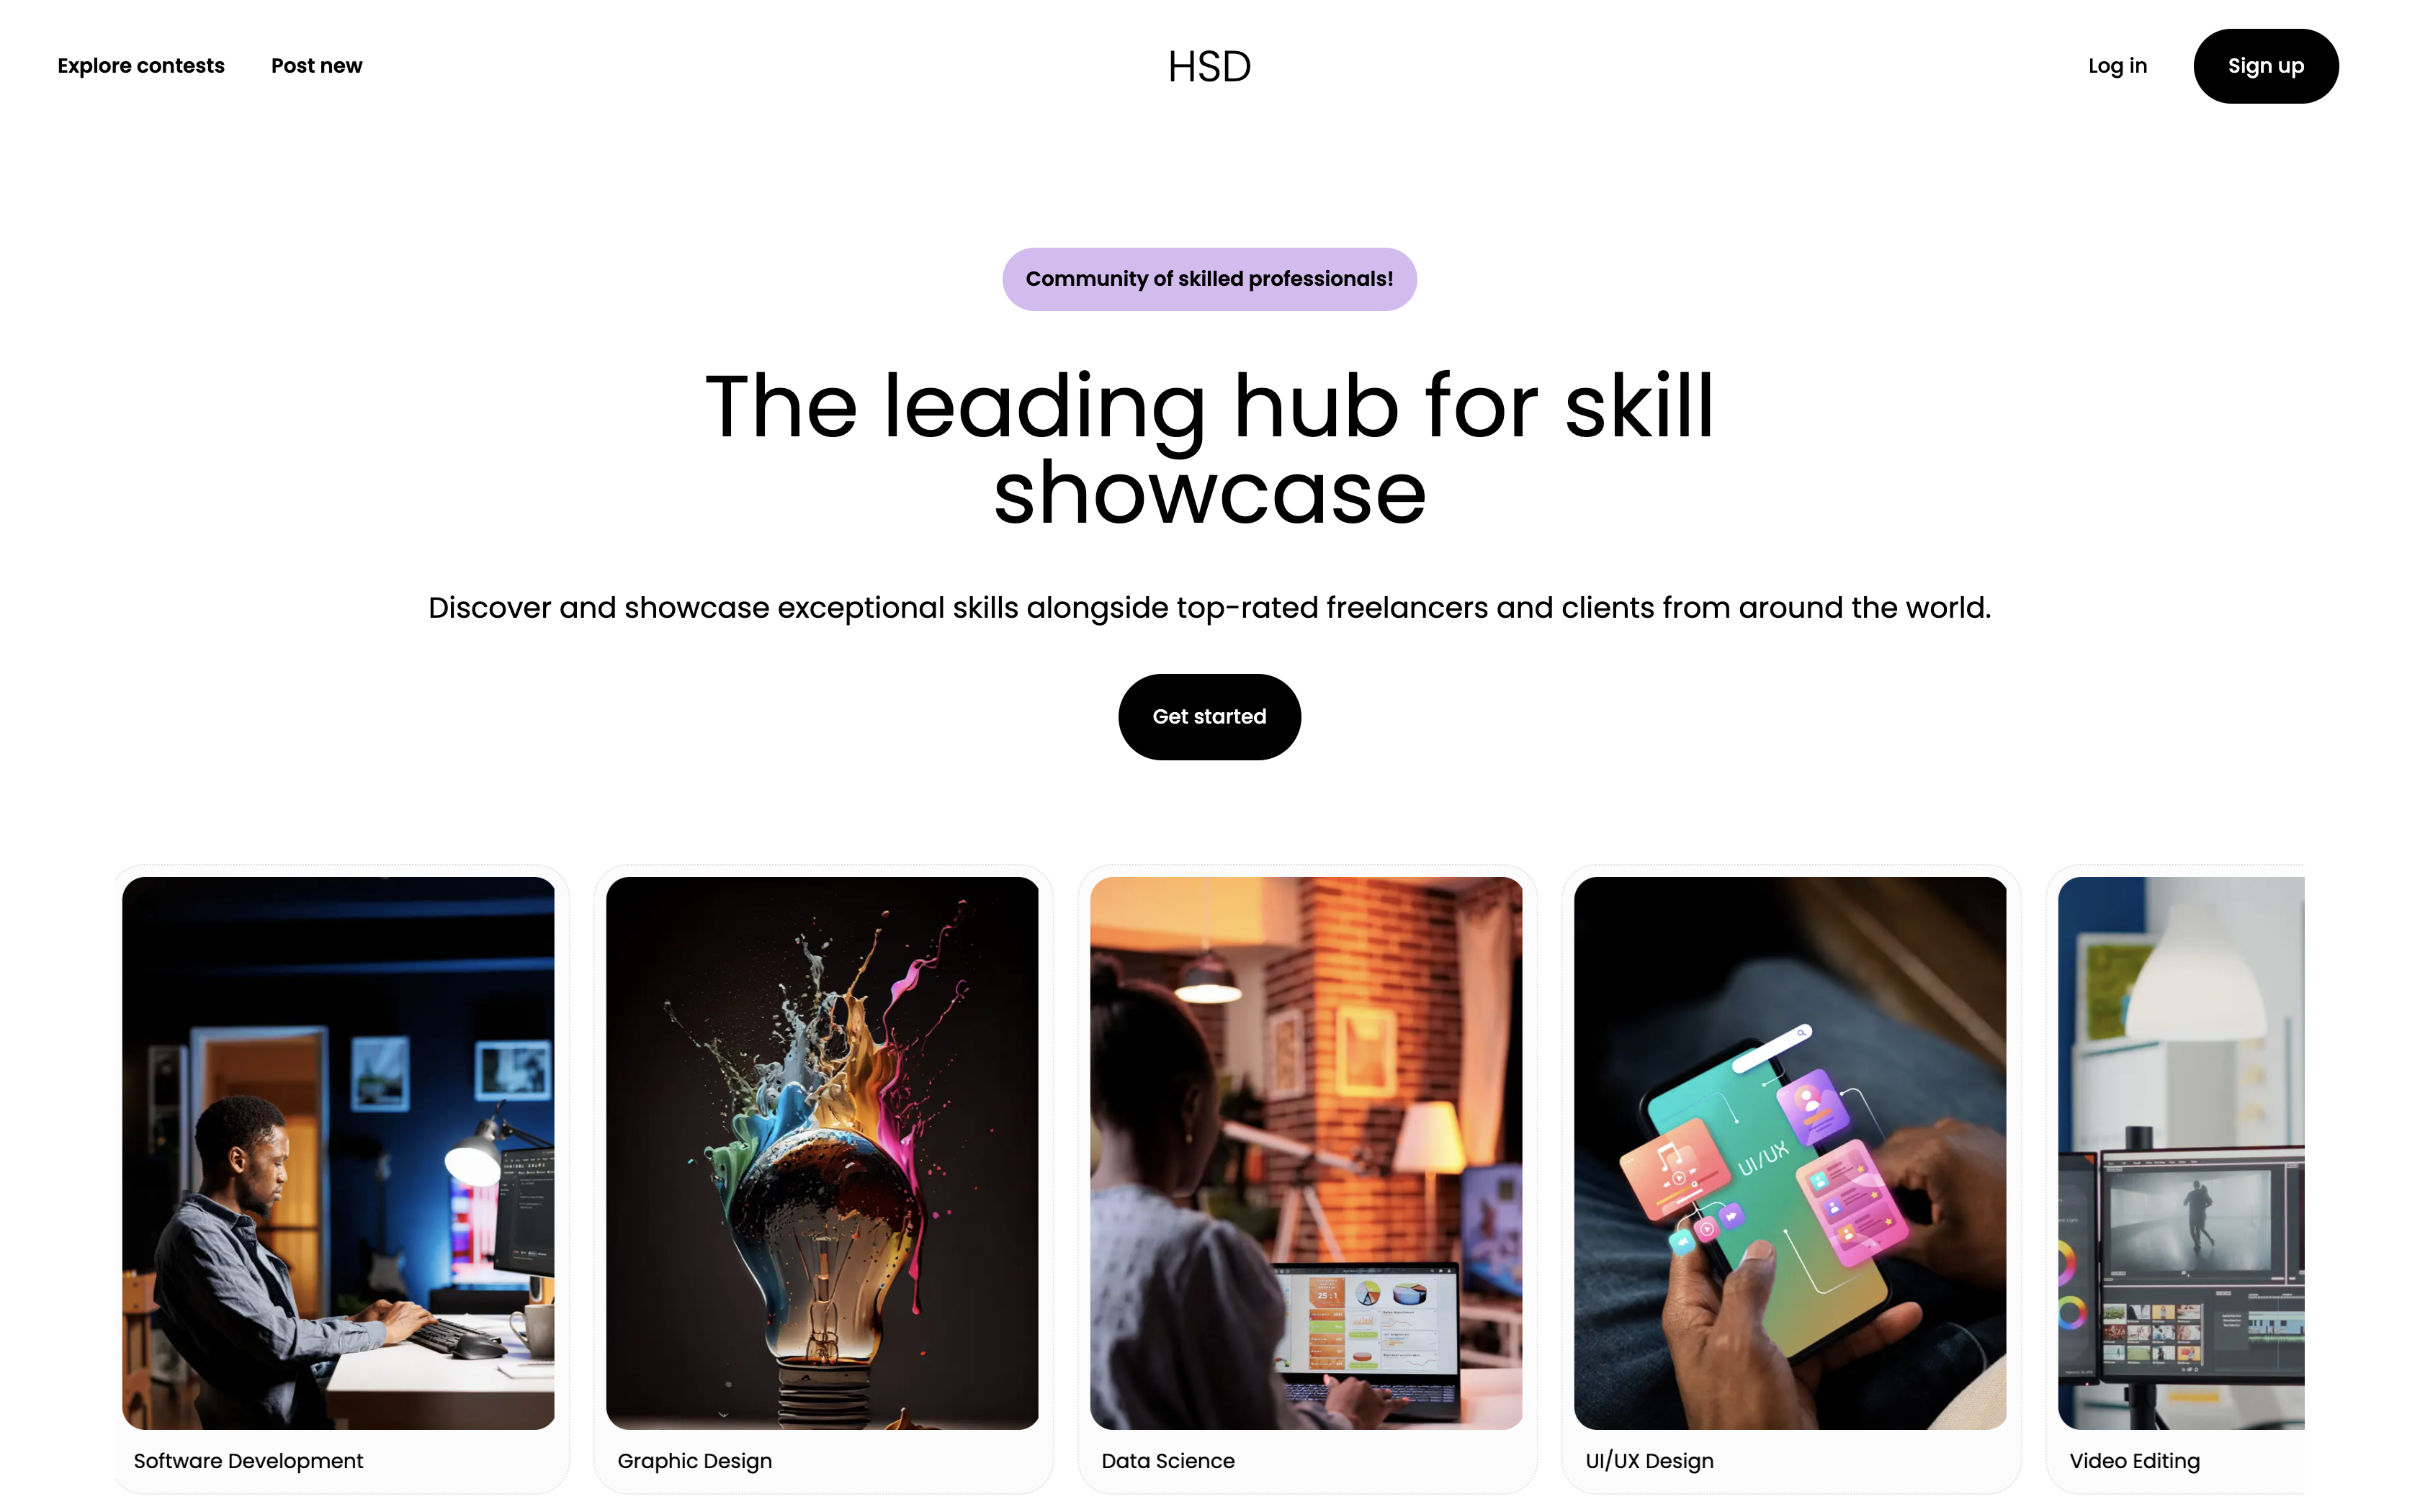 Explore contests
Post new
HSD
Log in
Sign up
Community of skilled professionals!
The leading hub for skill
showcase
Discover and showcase exceptional skills alongside top-rated freelancers and clients from around the world.
Get started
UI/UX
25 : 1
Software Development
Graphic Design
Data Science
UI/UX Design
Video Editing